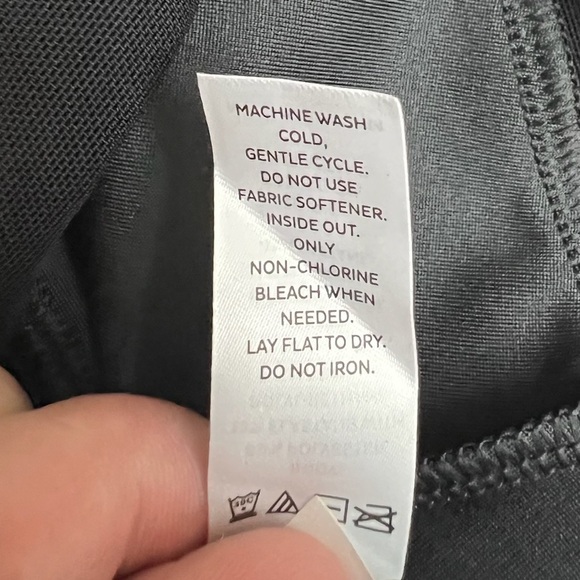 MACHINE WASH
COLD,
GENTLE CYCLE.
DO NOT USE
FABRIC SOFTENER.
INSIDE OUT.
ONLY
NON-CHLORINE
BLEACH WHEN
NEEDED.
LAY FLAT TO DRY.
DO NOT IRON.